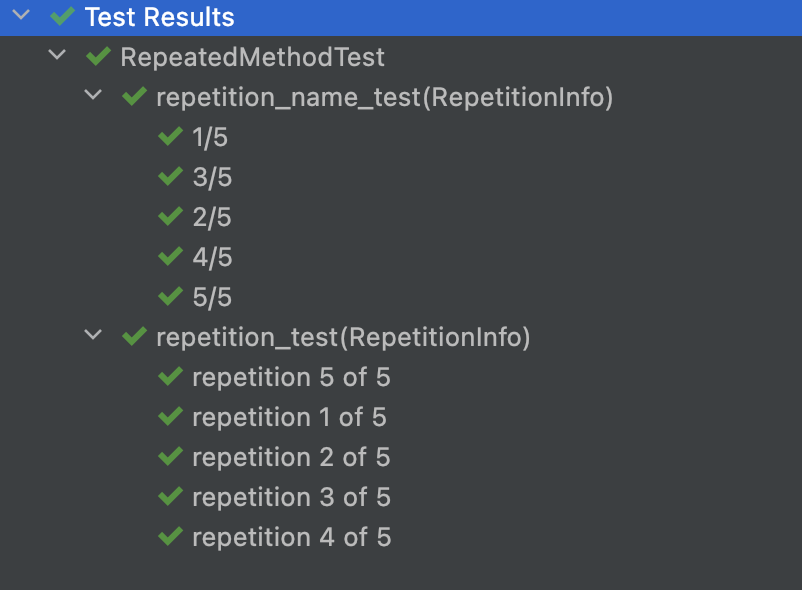 Test Results
RepeatedMethodTest
repetition_name_test(RepetitionInfo)
1/5
3/5
2/5
4/5
5/5
repetition_test(RepetitionInfo)
repetition 5 of 5
repetition 1 of 5
repetition 2 of 5
repetition 3 of 5
repetition 4 of 5